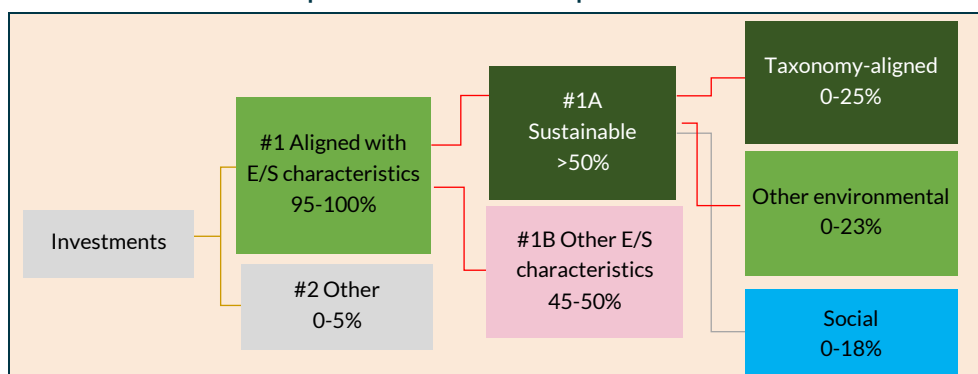 Investments
#1 Aligned with
E/S characteristics
95-100%
#2 Other
0-5%
#1A
Sustainable
>50%
#1B Other E/S
characteristics
45-50%
Taxonomy-aligned
0-25%
Other environmental
0-23%
Social
0-18%